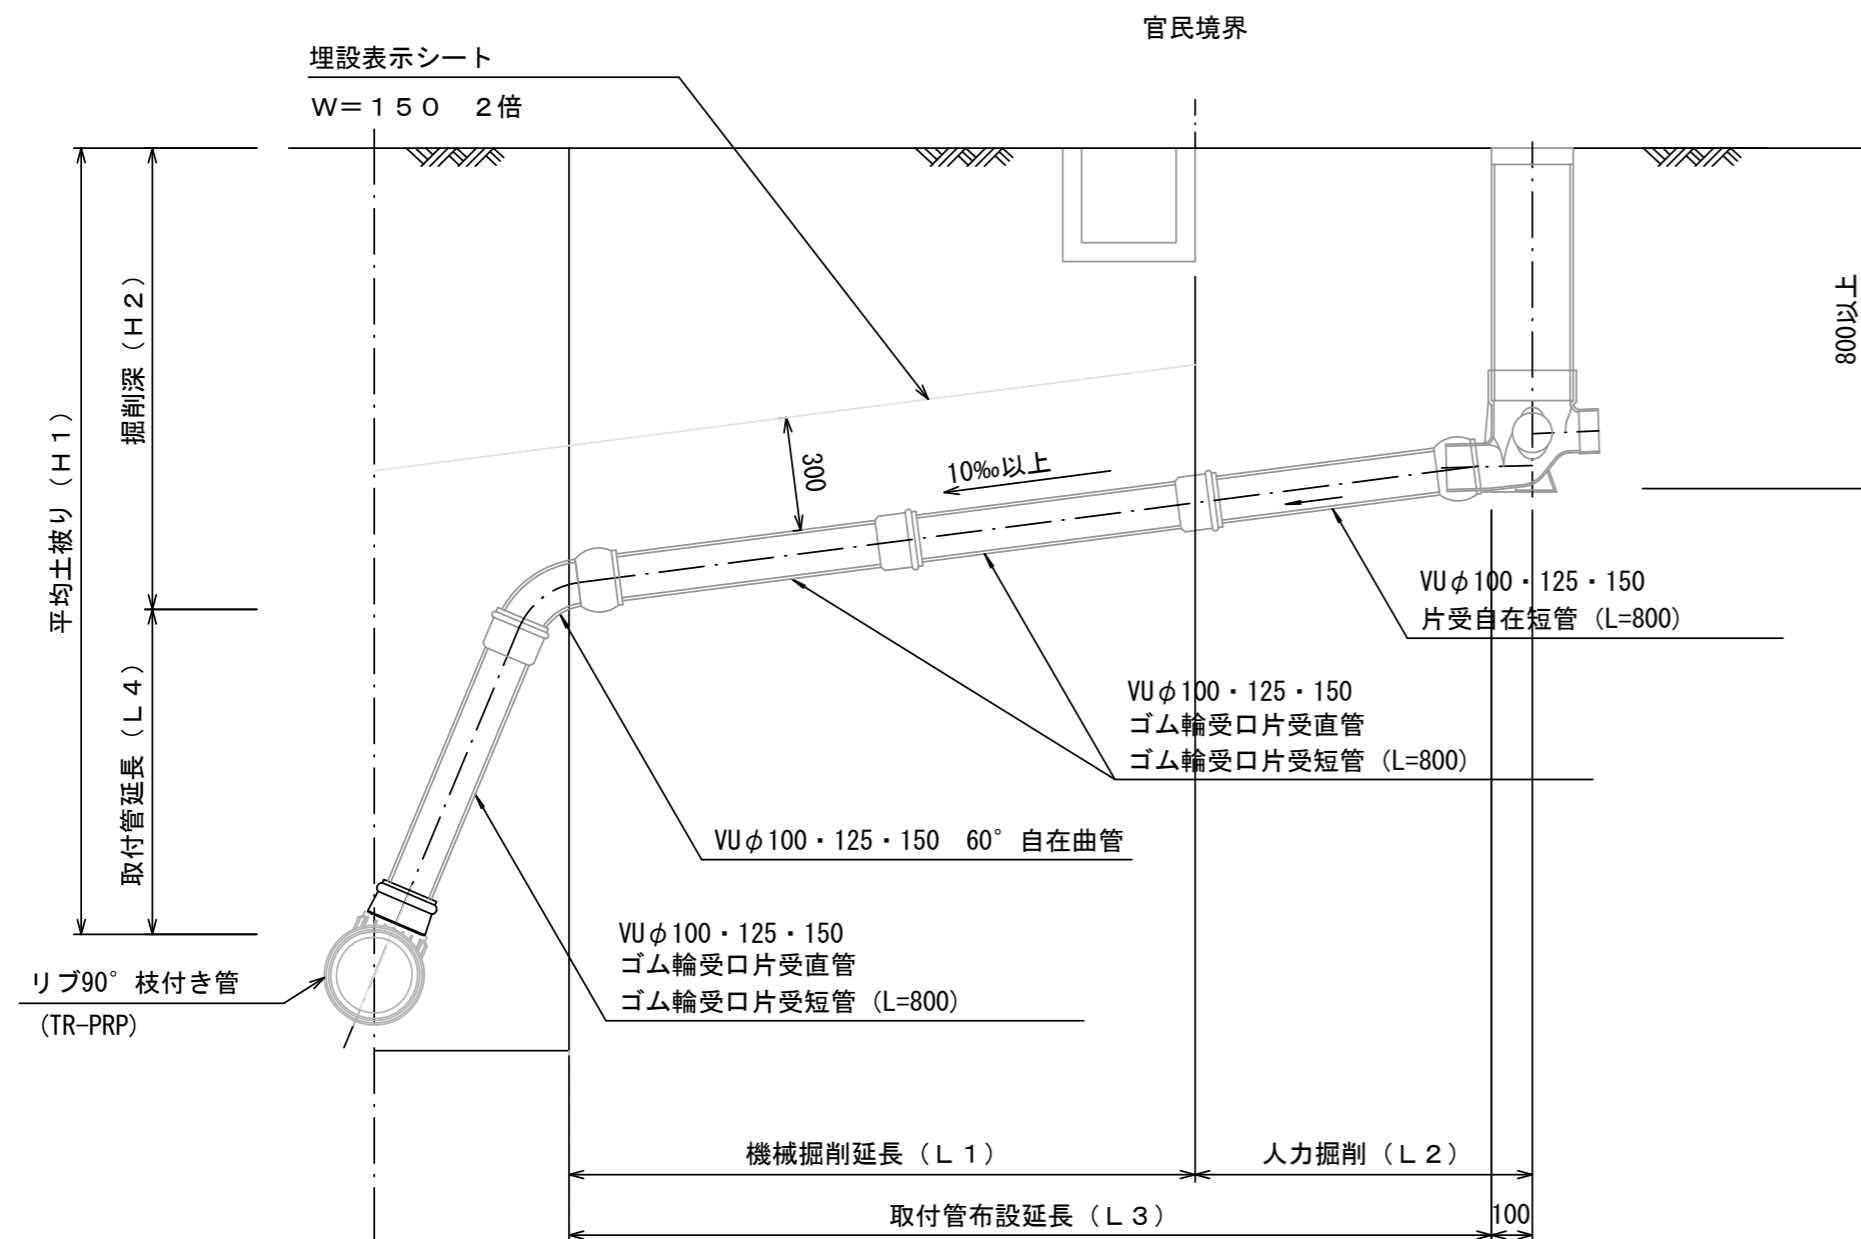 官民境界
埋設表示シート
W=150 2倍
平均土被り(H1)
掘削深(H2)
取付管延長(L4)
800以上
300
10‰以上
VUφ100・125・150
片受自在短管(L=800)
VUφ100・125・150
ゴム輪受口片受直管
ゴム輪受口片受短管(L=800)
VUφ100・125・150 60°自在曲管
VUφ100・125・150
ゴム輪受口片受直管
ゴム輪受口片受短管(L=800)
リブ90°枝付き管
(TR-PRP)
機械掘削延長(L1)
人力掘削(L2)
取付管布設延長(L3)
100